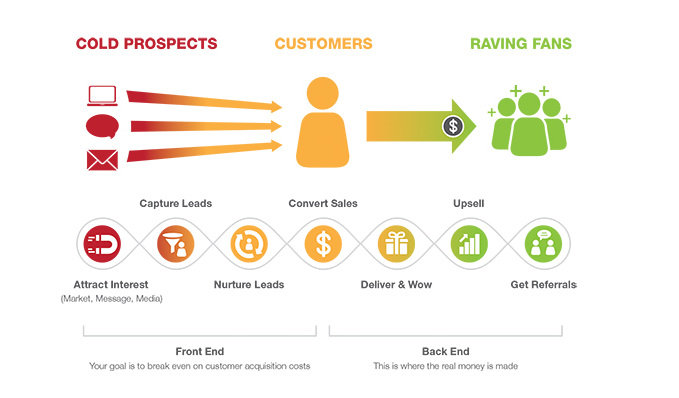 COLD PROSPECTS
CUSTOMERS
RAVING FANS
$
Capture Leads
Convert Sales
Upsell
$
Attract Interest
(Market, Message, Media)
Nurture Leads
Deliver & Wow
Get Referrals
Front End
Your goal is to break even on customer acquisition costs
Back End
This is where the real money is made